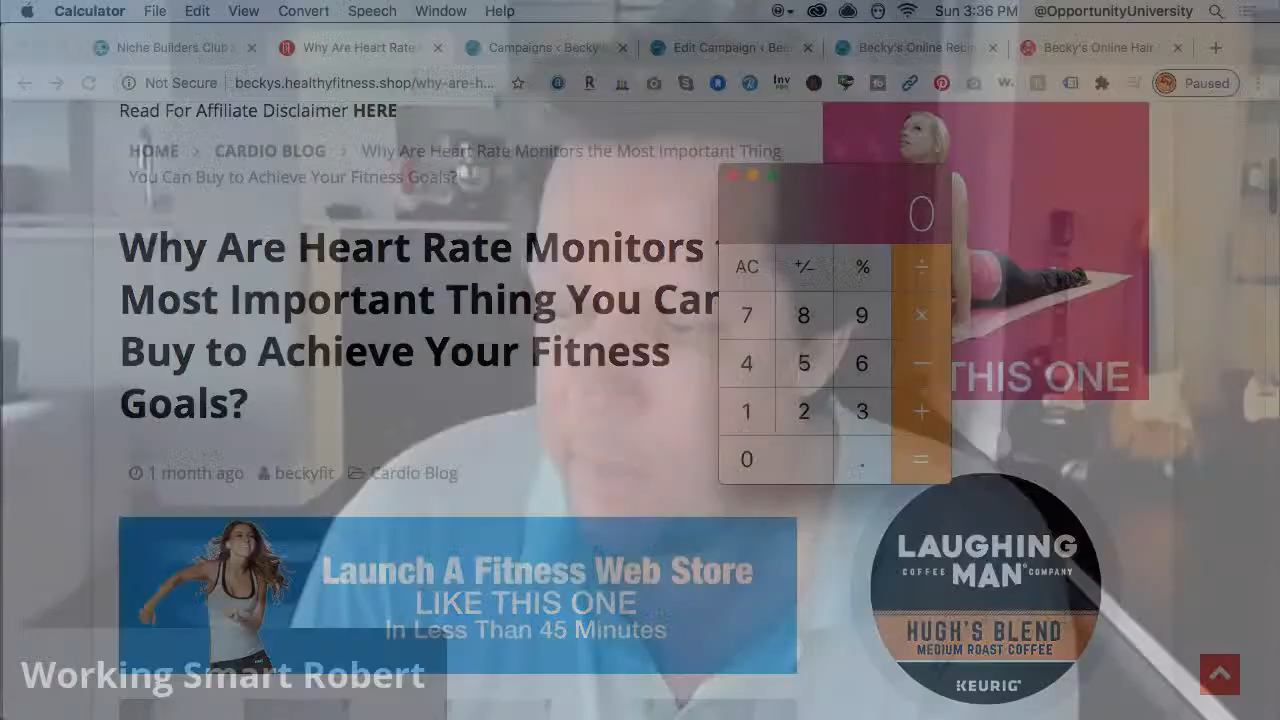 Calculator File Edit View Convert Speech Window Help
Sun 3:36 PM @OpportunityUniversity
Niche Builders Club
Why Are Heart Rate
Campaigns ‹ Becky
Edit Campaign ‹ Bec
Becky's Online
Becky's Online Hair
Not Secure
beckys.healthyfitness.shop/why-are-h...
R
Inv
w.
Paused
Read For Affiliate Disclaimer HERE
HOME > CARDIO BLOG > Why Are Heart Rate Monitors the Most Important Thing
You Can Buy to Achieve Your Fitness Goals?
Why Are Heart Rate Monitors
Most Important Thing You Can
Buy to Achieve Your Fitness
Goals?
0
AC +/− % ÷
7 8 9 ×
4 5 6 −
1 2 3 +
0 . =
THIS ONE
1 month ago beckyfit Cardio Blog
Launch A Fitness Web Store
LIKE THIS ONE
In Less Than 45 Minutes
LAUGHING
COFFEE MAN COMPANY
HUGH'S BLEND
MEDIUM ROAST COFFEE
KEURIG
Working Smart Robert